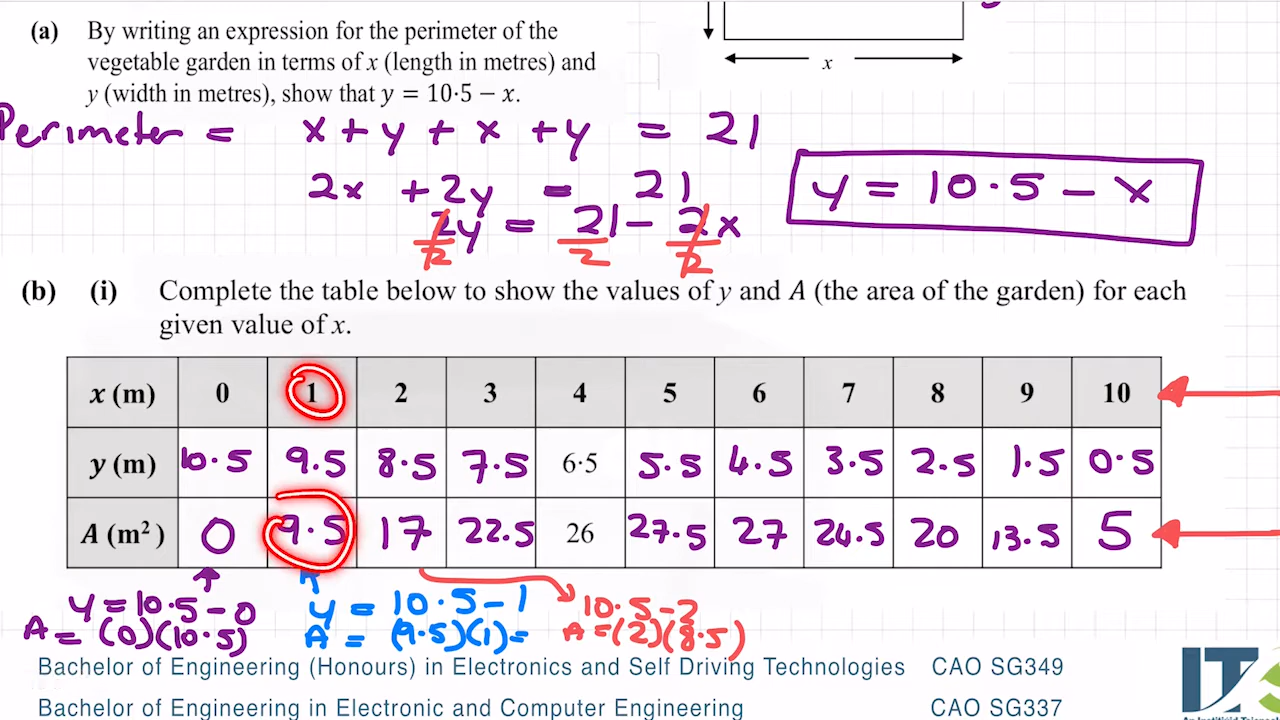 (a) By writing an expression for the perimeter of the
vegetable garden in terms of x (length in metres) and
y (width in metres), show that y = 10·5 − x.
x
Perimeter = x + y + x + y = 21
2x + 2y = 21
y = 10.5 − x
2y/2 = 21/2 − 2x/2
(b) (i) Complete the table below to show the values of y and A (the area of the garden) for each
given value of x.
x (m) 0 1 2 3 4 5 6 7 8 9 10
y (m) 10.5 9.5 8.5 7.5 6·5 5.5 4.5 3.5 2.5 1.5 0.5
A (m²) 0 9.5 17 22.5 26 27.5 27 24.5 20 13.5 5
y = 10.5 − 0
A = (0)(10.5)
y = 10.5 − 1
A = (9.5)(1) =
10.5 − 2
A = (2)(8.5)
Bachelor of Engineering (Honours) in Electronics and Self Driving Technologies CAO SG349
Bachelor of Engineering in Electronic and Computer Engineering CAO SG337